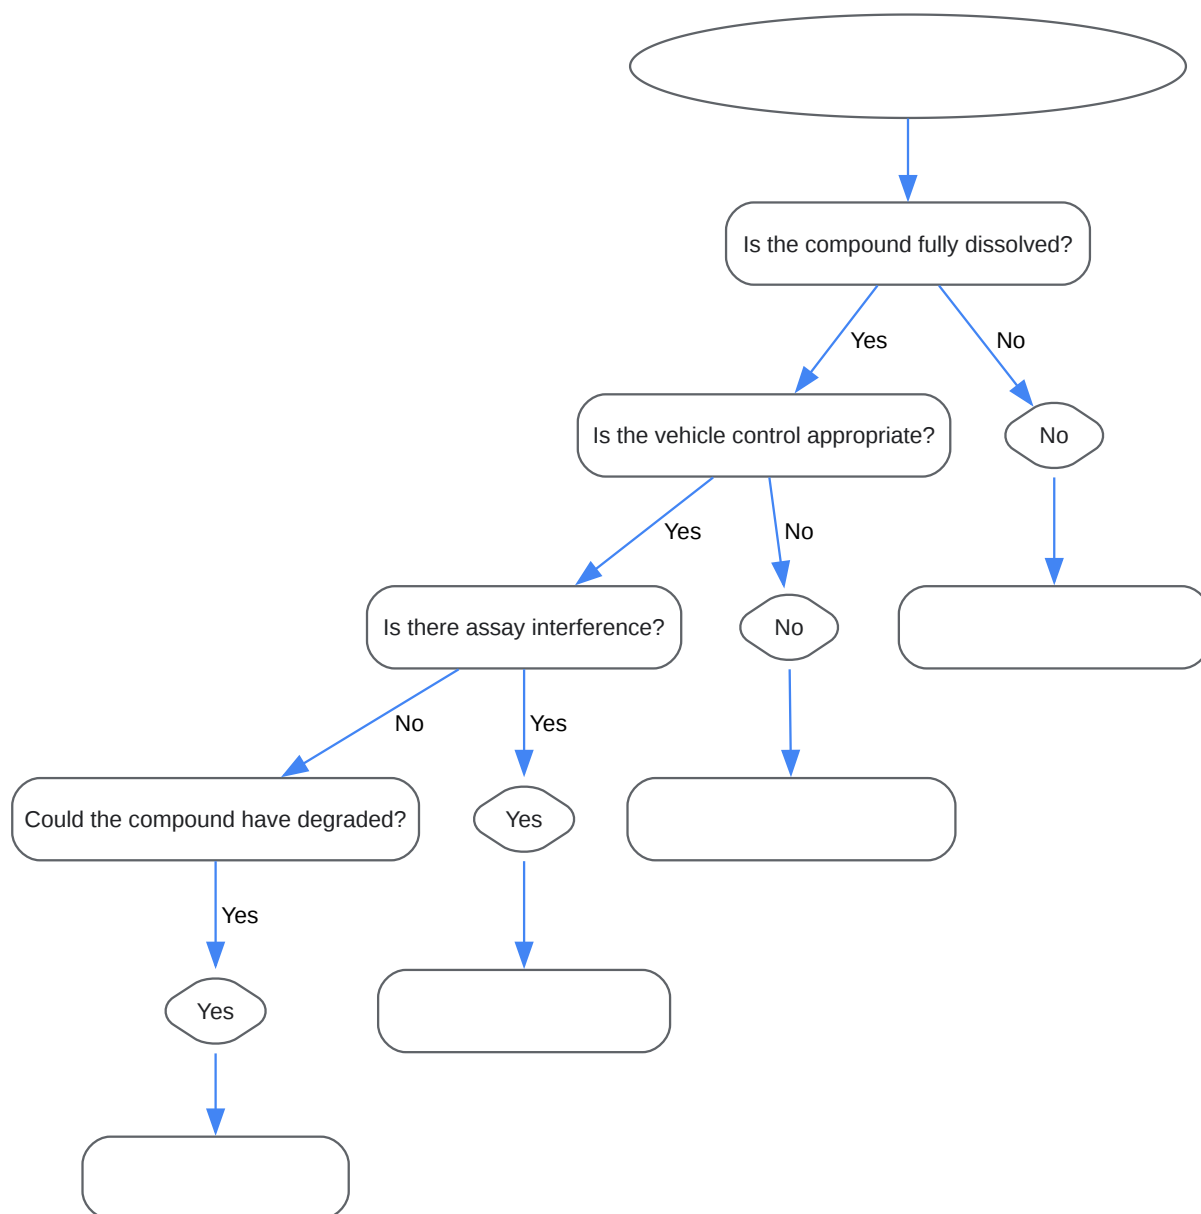 Is the compound fully dissolved?
Yes
No
Is the vehicle control appropriate?
No
Yes
No
Is there assay interference?
No
No
Yes
Could the compound have degraded?
Yes
Yes
Yes